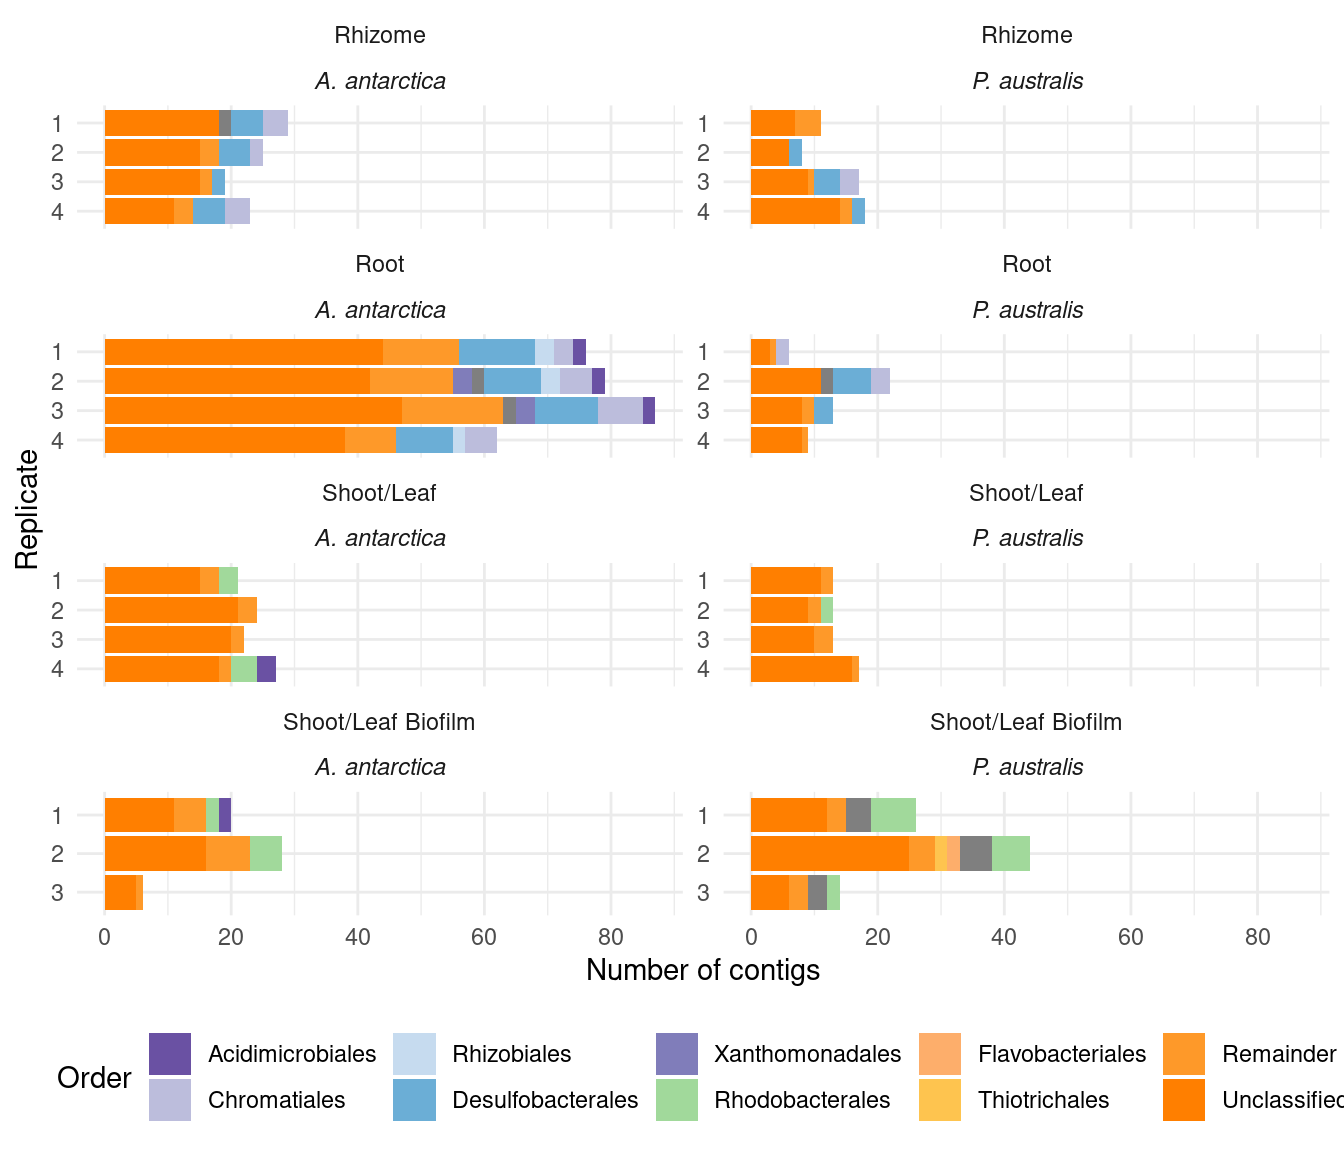 Rhizome Rhizome
A. antarctica P. australis
1 1
2 2
3 3
4 4
Root Root
A. antarctica P. australis
1 1
2 2
3 3
4 4
Replicate
Shoot/Leaf Shoot/Leaf
A. antarctica P. australis
1 1
2 2
3 3
4 4
Shoot/Leaf Biofilm Shoot/Leaf Biofilm
A. antarctica P. australis
1 1
2 2
3 3
0 20 40 60 80 0 20 40 60 80
Number of contigs
Order
Acidimicrobiales Rhizobiales Xanthomonadales Flavobacteriales Remainder
Chromatiales Desulfobacterales Rhodobacterales Thiotrichales Unclassified